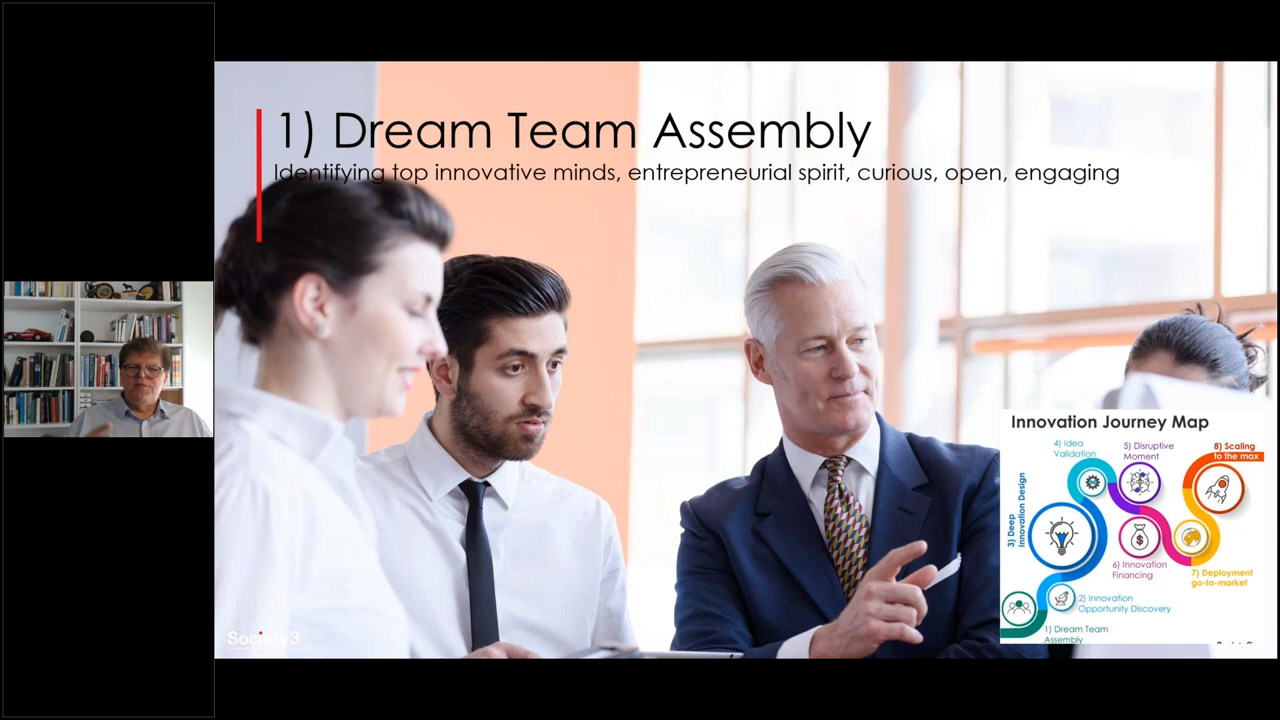 1) Dream Team Assembly
Identifying top innovative minds, entrepreneurial spirit, curious, open, engaging
Innovation Journey Map
4) Idea
Validation
5) Disruptive
Moment
8) Scaling
to the max
3) Deep
Innovation Design
6) Innovation
Financing
7) Deployment
go-to-market
2) Innovation
Opportunity Discovery
1) Dream Team
Assembly
Society3